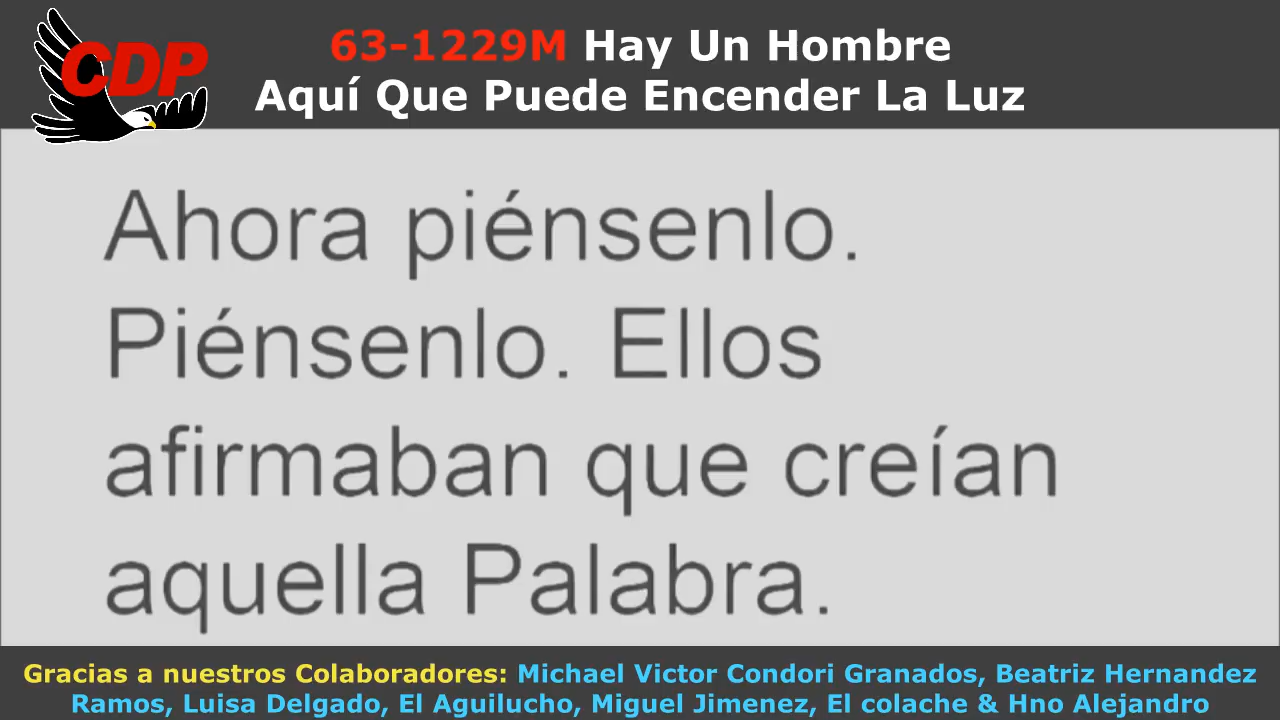 CDP
63-1229M Hay Un Hombre
Aquí Que Puede Encender La Luz
Ahora piénsenlo.
Piénsenlo. Ellos
afirmaban que creían
aquella Palabra.
Gracias a nuestros Colaboradores: Michael Victor Condori Granados, Beatriz Hernandez
Ramos, Luisa Delgado, El Aguilucho, Miguel Jimenez, El colache & Hno Alejandro